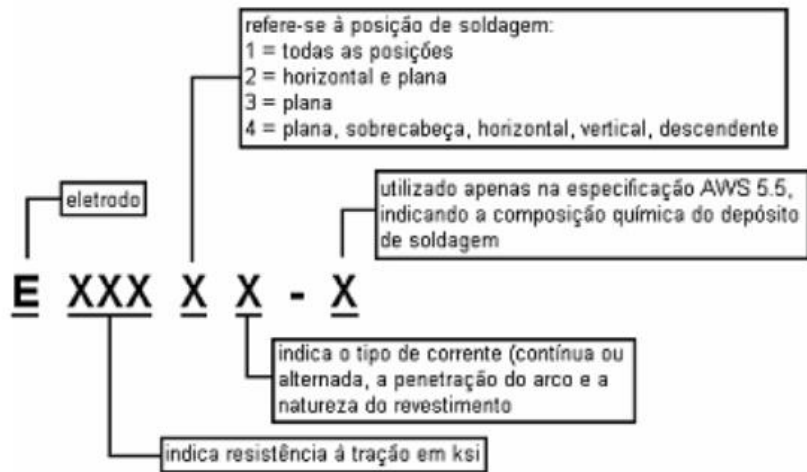 refere-se à posição de soldagem:
1 = todas as posições
2 = horizontal e plana
3 = plana
4 = plana, sobrecabeça, horizontal, vertical, descendente
eletrodo
utilizado apenas na especificação AWS 5.5,
indicando a composição química do depósito
de soldagem
E XXX X X - X
indica o tipo de corrente (contínua ou
alternada, a penetração do arco e a
natureza do revestimento
indica resistência à tração em ksi